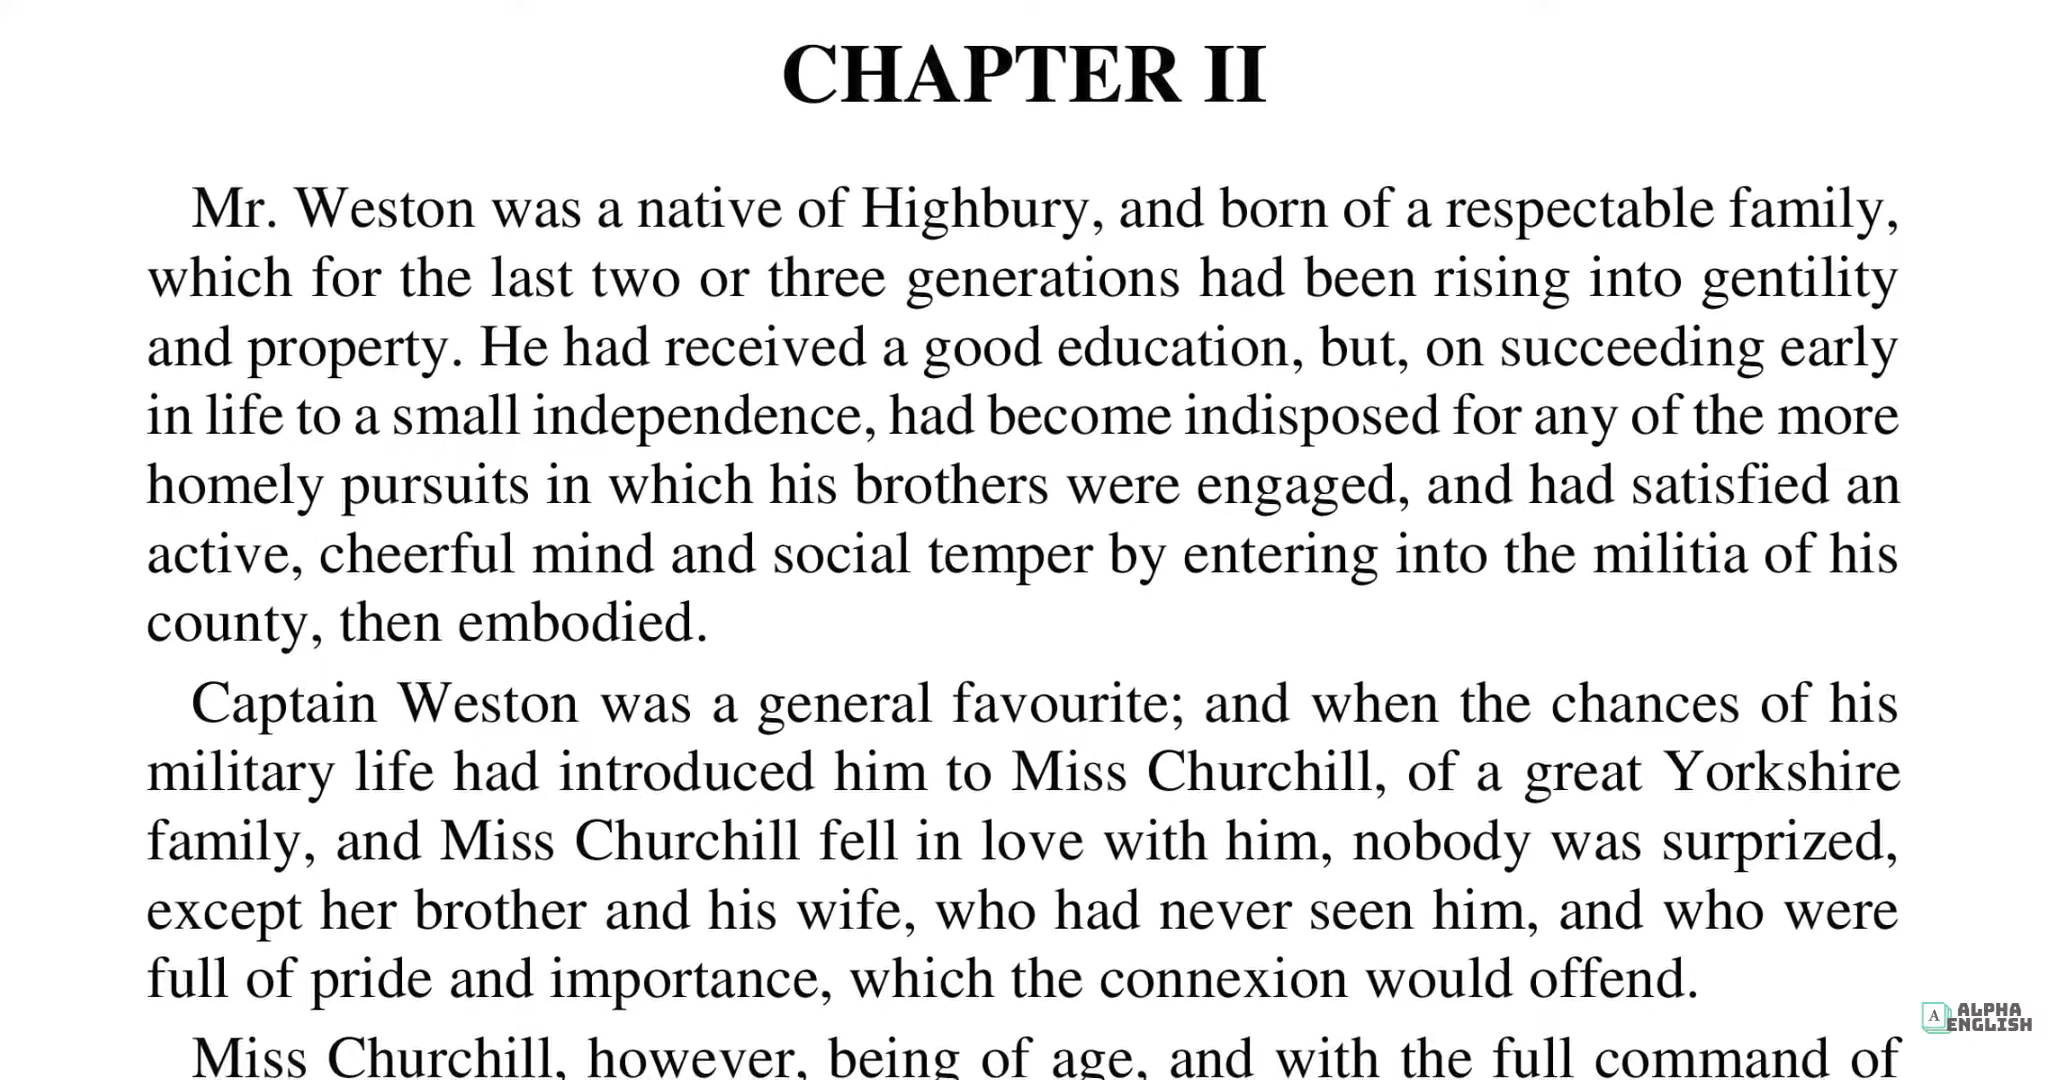 CHAPTER II
Mr. Weston was a native of Highbury, and born of a respectable family,
which for the last two or three generations had been rising into gentility
and property. He had received a good education, but, on succeeding early
in life to a small independence, had become indisposed for any of the more
homely pursuits in which his brothers were engaged, and had satisfied an
active, cheerful mind and social temper by entering into the militia of his
county, then embodied.
Captain Weston was a general favourite; and when the chances of his
military life had introduced him to Miss Churchill, of a great Yorkshire
family, and Miss Churchill fell in love with him, nobody was surprized,
except her brother and his wife, who had never seen him, and who were
full of pride and importance, which the connexion would offend.
Miss Churchill, however, being of age, and with the full command of
A ALPHA
ENGLISH